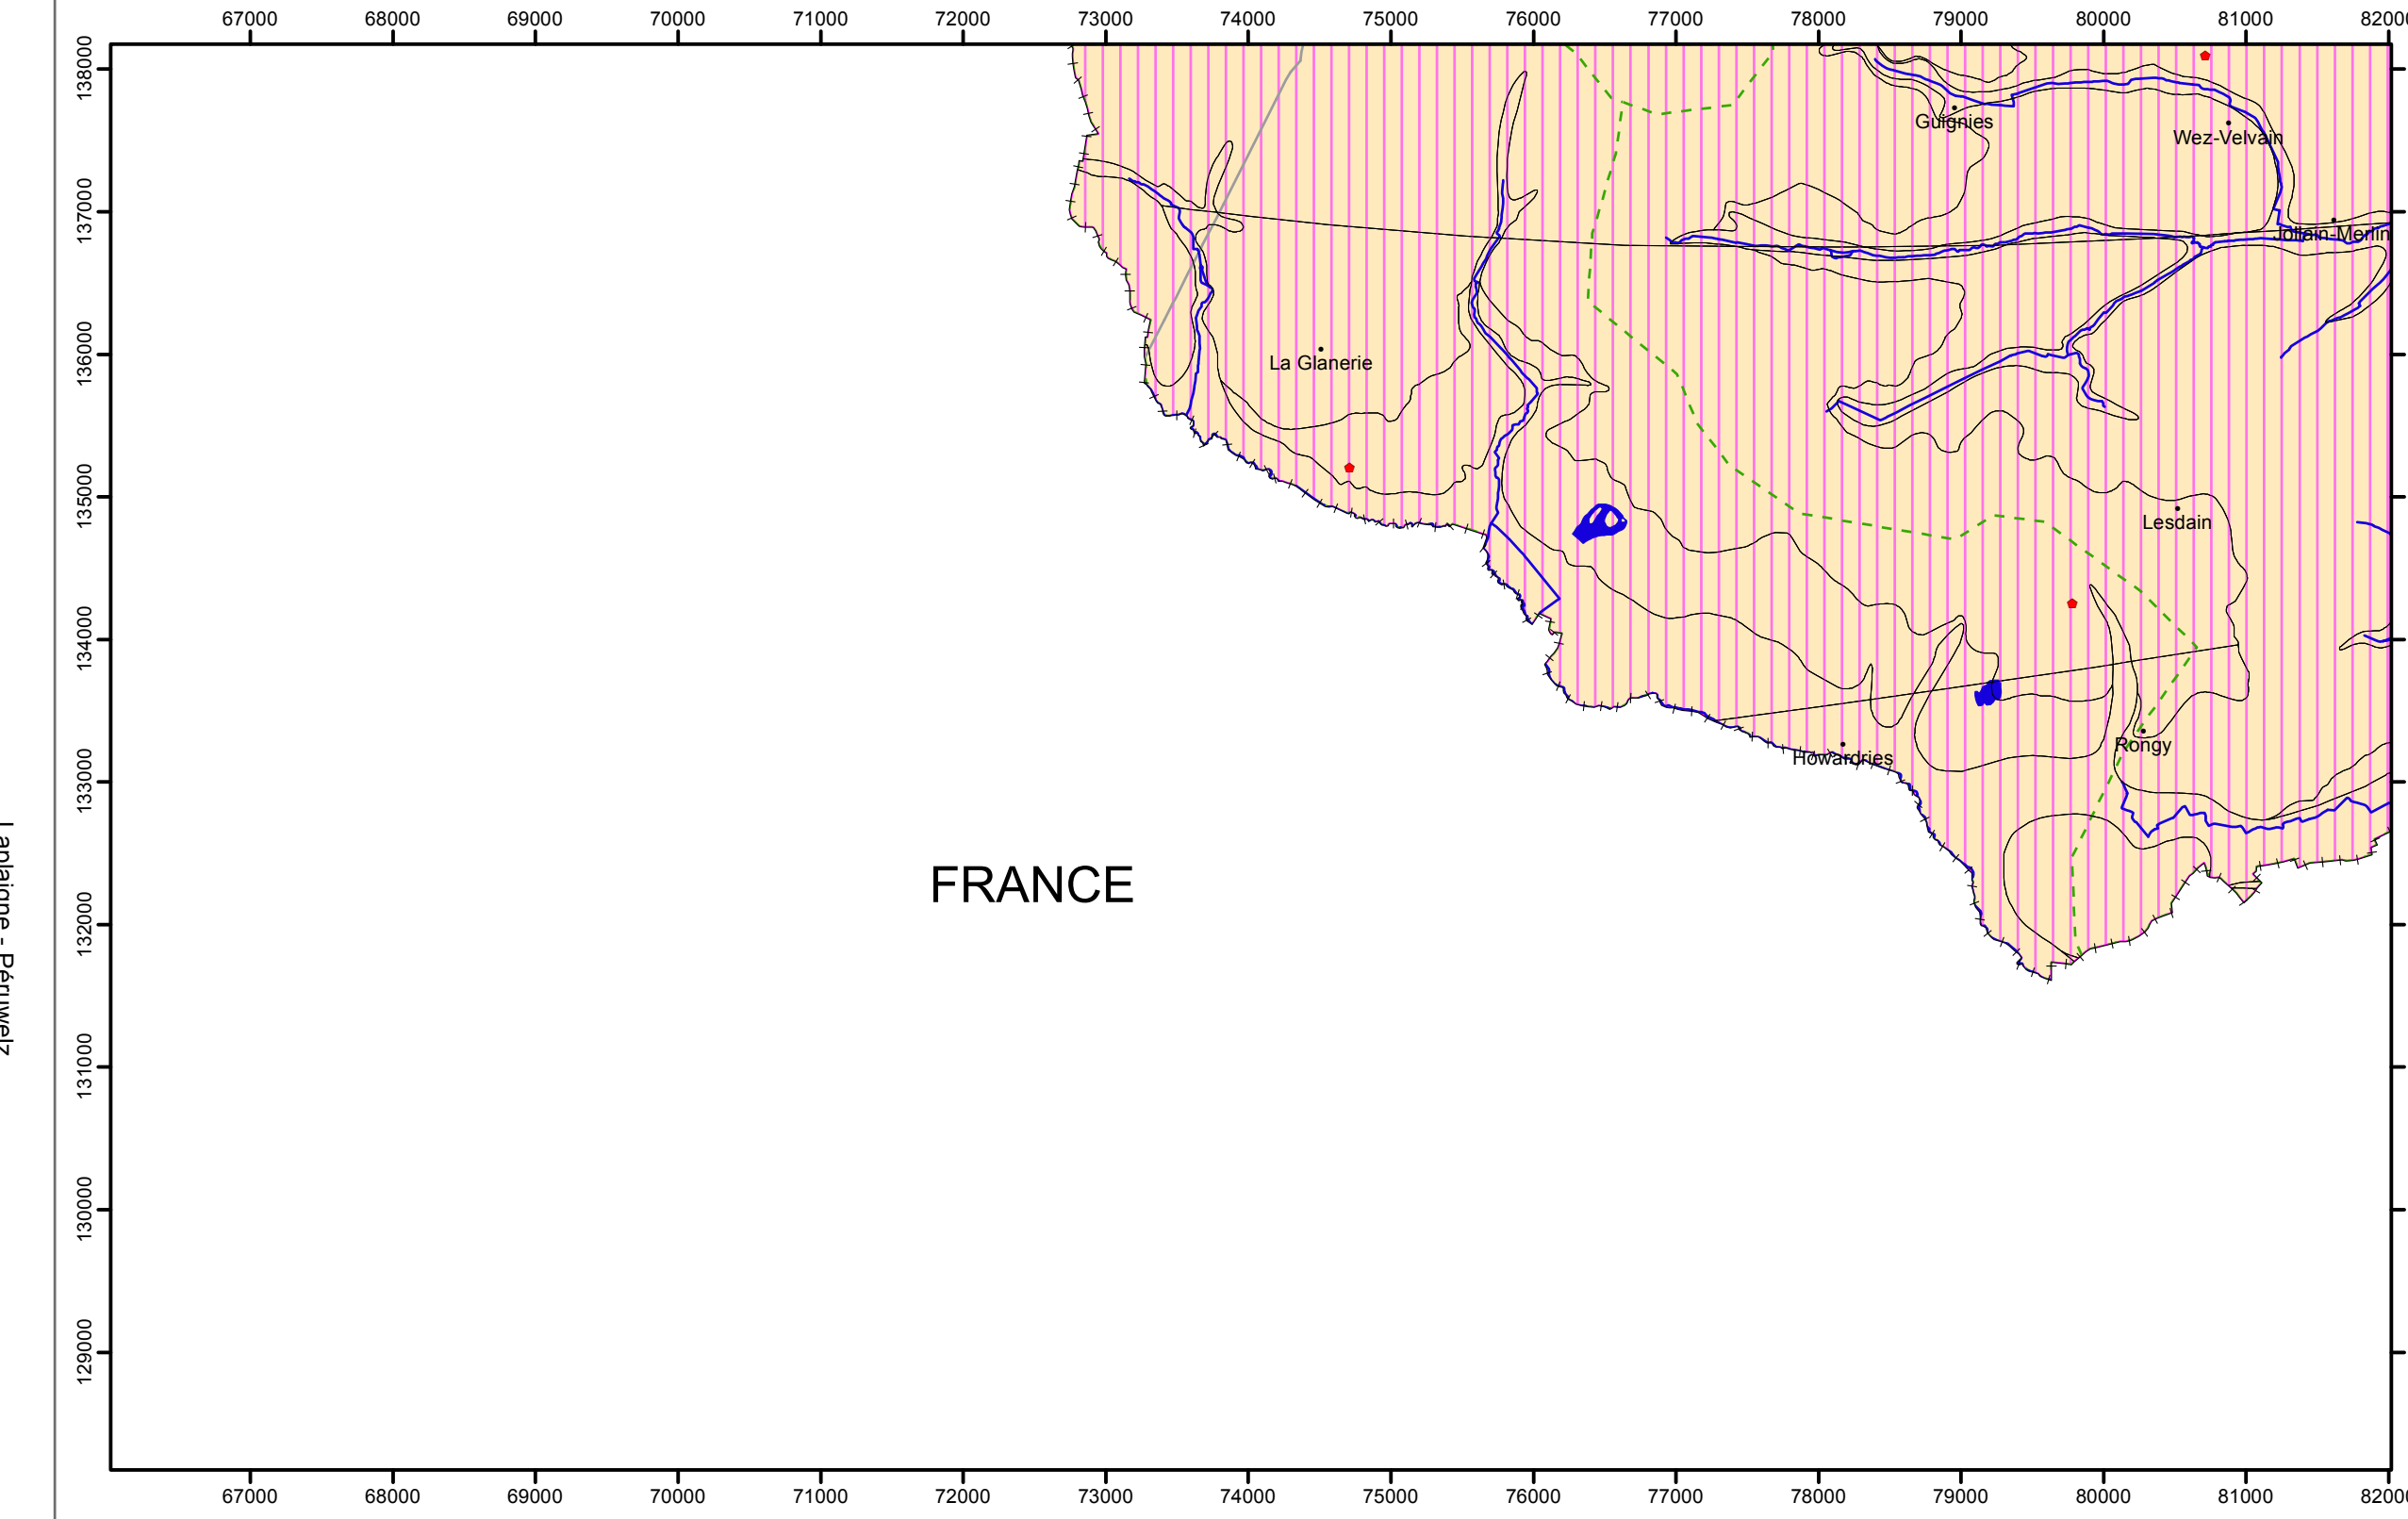 67000 68000 69000 70000 71000 72000 73000 74000 75000 76000 77000 78000 79000 80000 81000
138000
Guignies
Wez-Velvain
137000
Jollain-Merlin
136000
La Glanerie
135000
Lesdain
134000
Rongy
Howardries
133000
FRANCE
132000
131000
130000
129000
67000 68000 69000 70000 71000 72000 73000 74000 75000 76000 77000 78000 79000 80000 81000
Laplaigne - Péruwelz